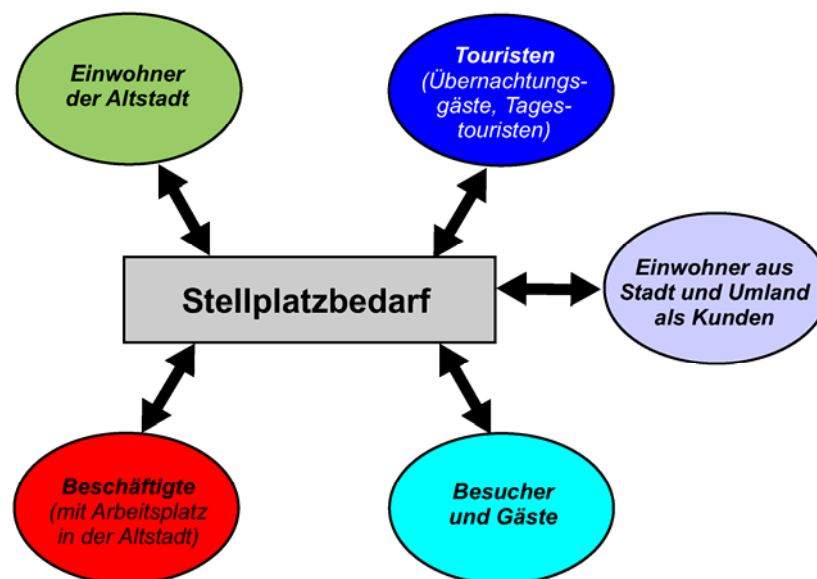 Einwohner
der Altstadt
Touristen
(Übernachtungs-
gäste, Tages-
touristen)
Einwohner aus
Stadt und Umland
als Kunden
Stellplatzbedarf
Beschäftigte
(mit Arbeitsplatz
in der Altstadt)
Besucher
und Gäste